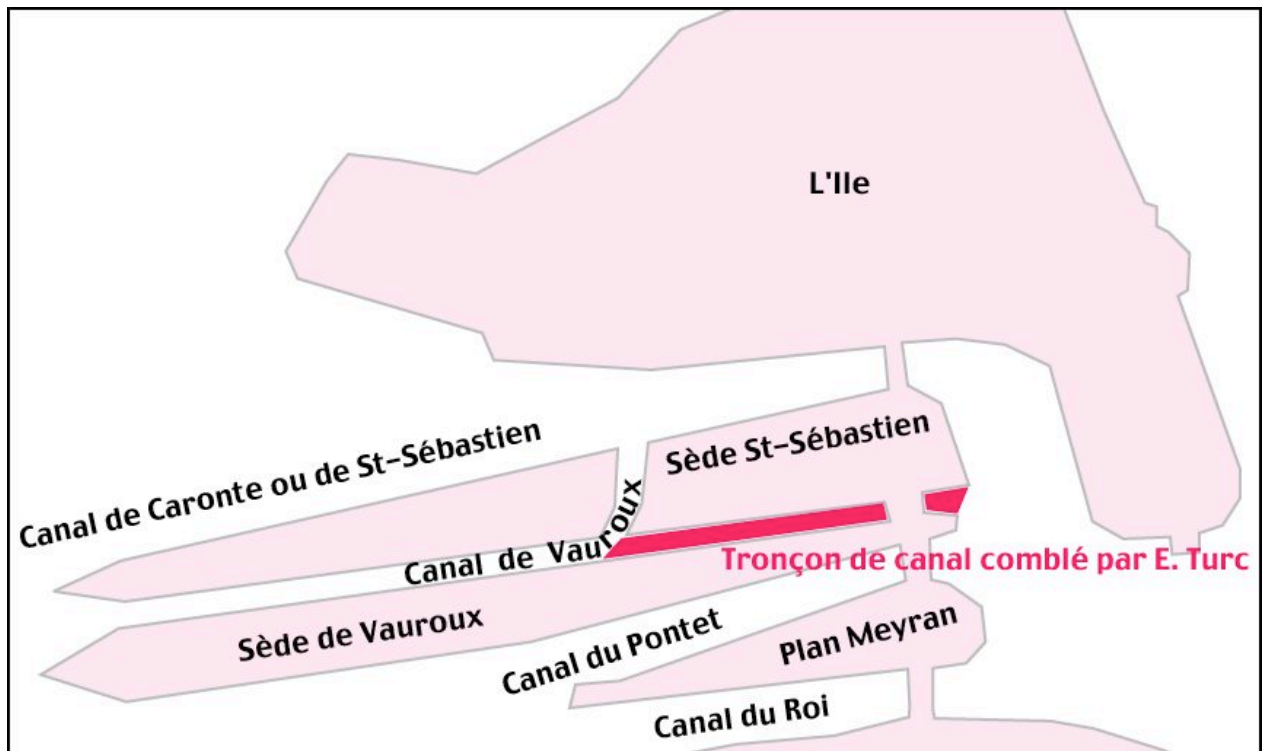 L'Ile
Sède St-Sébastien
Canal de Caronte ou de St-Sébastien
Canal de Vauroux
Tronçon de canal comblé par E. Turc
Sède de Vauroux
Canal du Pontet
Plan Meyran
Canal du Roi